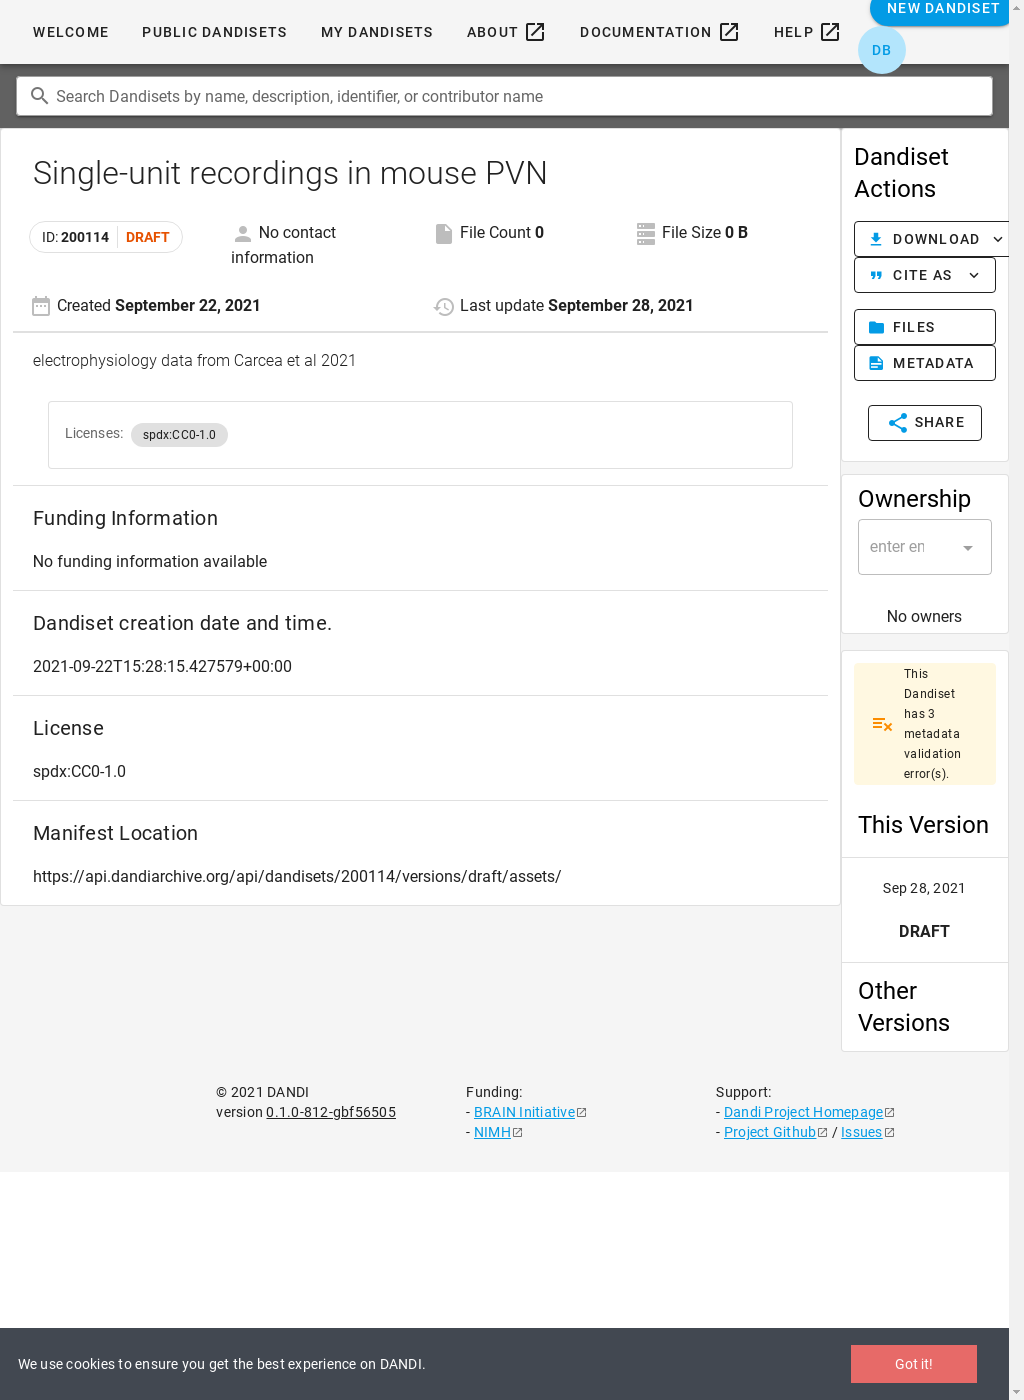 WELCOME PUBLIC DANDISETS MY DANDISETS ABOUT DOCUMENTATION HELP NEW DANDISET
DB
Search Dandisets by name, description, identifier, or contributor name
Single-unit recordings in mouse PVN
ID: 200114 DRAFT
No contact information
File Count 0
File Size 0 B
Created September 22, 2021
Last update September 28, 2021
electrophysiology data from Carcea et al 2021
Licenses: spdx:CC0-1.0
Funding Information
No funding information available
Dandiset creation date and time.
2021-09-22T15:28:15.427579+00:00
License
spdx:CC0-1.0
Manifest Location
https://api.dandiarchive.org/api/dandisets/200114/versions/draft/assets/
Dandiset
Actions
DOWNLOAD
CITE AS
FILES
METADATA
SHARE
Ownership
enter en
No owners
This
Dandiset
has 3
metadata
validation
error(s).
This Version
Sep 28, 2021
DRAFT
Other
Versions
© 2021 DANDI
version 0.1.0-812-gbf56505
Funding:
- BRAIN Initiative
- NIMH
Support:
- Dandi Project Homepage
- Project Github / Issues
We use cookies to ensure you get the best experience on DANDI.
Got it!